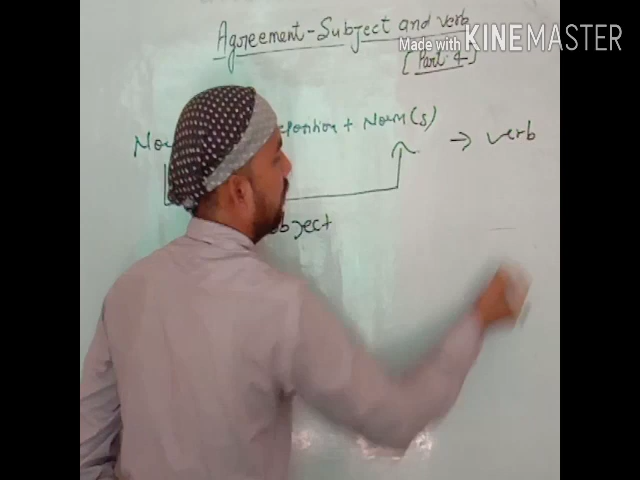 Agreement-Subject and verb
Made with KINEMASTER
[Part-4]
+ Noun(s) → verb